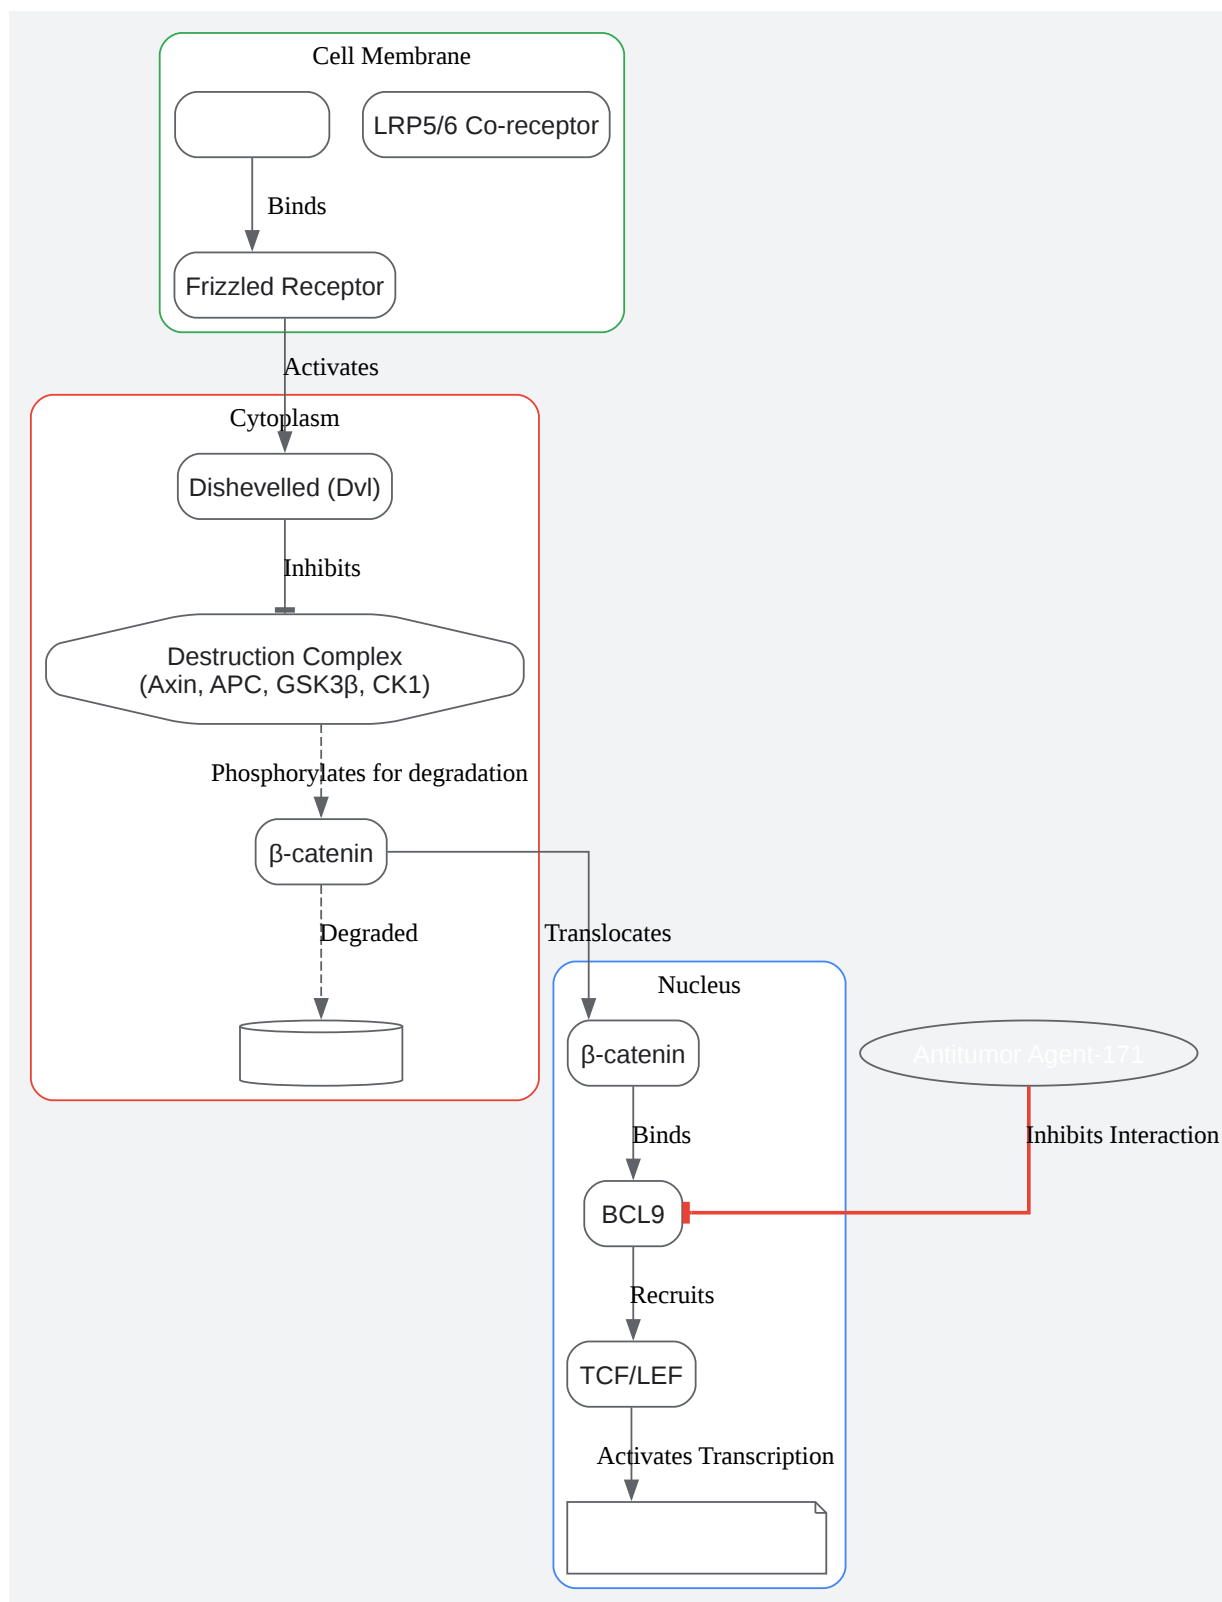 Cell Membrane
LRP5/6 Co-receptor
Binds
Frizzled Receptor
Activates
Cytoplasm
Dishevelled (Dvl)
Inhibits
Destruction Complex
(Axin, APC, GSK3β, CK1)
Phosphorylates for degradation
β-catenin
Degraded
Translocates
Nucleus
β-catenin
Antitumor Agent-171
Binds
Inhibits Interaction
BCL9
Recruits
TCF/LEF
Activates Transcription